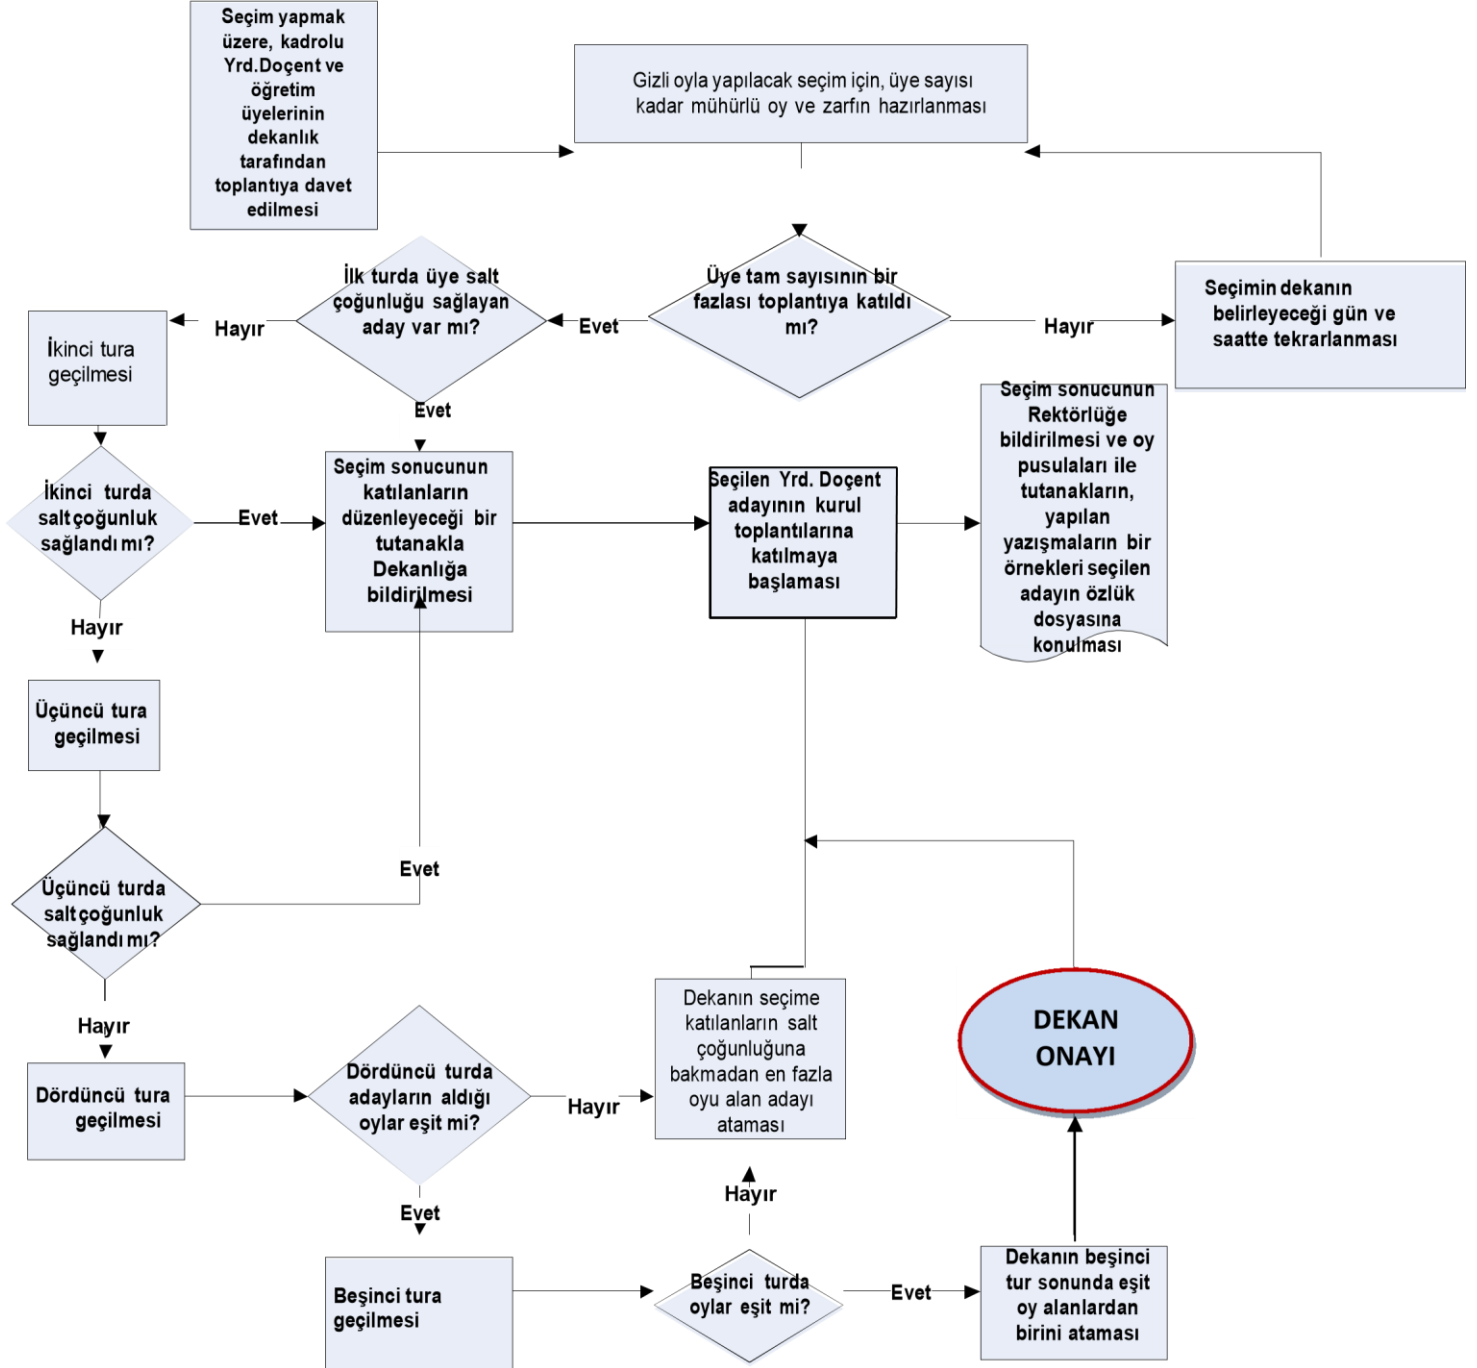 Seçim yapmak
üzere, kadrolu
Yrd.Doçent ve
öğretim
üyelerinin
dekanlık
tarafından
toplantıya davet
edilmesi
Gizli oyla yapılacak seçim için, üye sayısı
kadar mühürlü oy ve zarfın hazırlanması
Üye tam sayısının bir
fazlası toplantıya katıldı
mı?
Evet
Hayır
Seçimin dekanın
belirleyeceği gün ve
saatte tekrarlanması
İlk turda üye salt
çoğunluğu sağlayan
aday var mı?
Hayır
Evet
İkinci tura
geçilmesi
İkinci turda
salt çoğunluk
sağlandı mı?
Evet
Hayır
Seçim sonucunun
katılanların
düzenleyeceği bir
tutanakla
Dekanlığa
bildirilmesi
Seçilen Yrd. Doçent
adayının kurul
toplantılarına
katılmaya
başlaması
Seçim sonucunun
Rektörlüğe
bildirilmesi ve oy
pusulaları ile
tutanakların,
yapılan
yazışmaların bir
örnekleri seçilen
adayın özlük
dosyasına
konulması
Üçüncü tura
geçilmesi
Üçüncü turda
salt çoğunluk
sağlandı mı?
Evet
Hayır
Dördüncü tura
geçilmesi
Dördüncü turda
adayların aldığı
oylar eşit mi?
Hayır
Evet
Dekanın seçime
katılanların salt
çoğunluğuna
bakmadan en fazla
oyu alan adayı
ataması
DEKAN
ONAYI
Beşinci tura
geçilmesi
Beşinci turda
oylar eşit mi?
Hayır
Evet
Dekanın beşinci
tur sonunda eşit
oy alanlardan
birini ataması